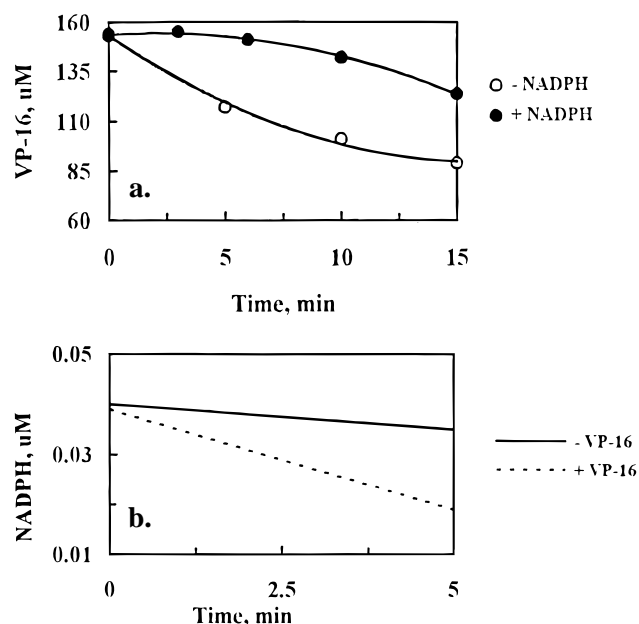 160
135
110
85
60
VP-16, uM
a.
0 5 10 15
Time, min
- NADPH
+ NADPH
0.05
0.03
0.01
NADPH, uM
b.
0 2.5 5
Time, min
- VP-16
+ VP-16